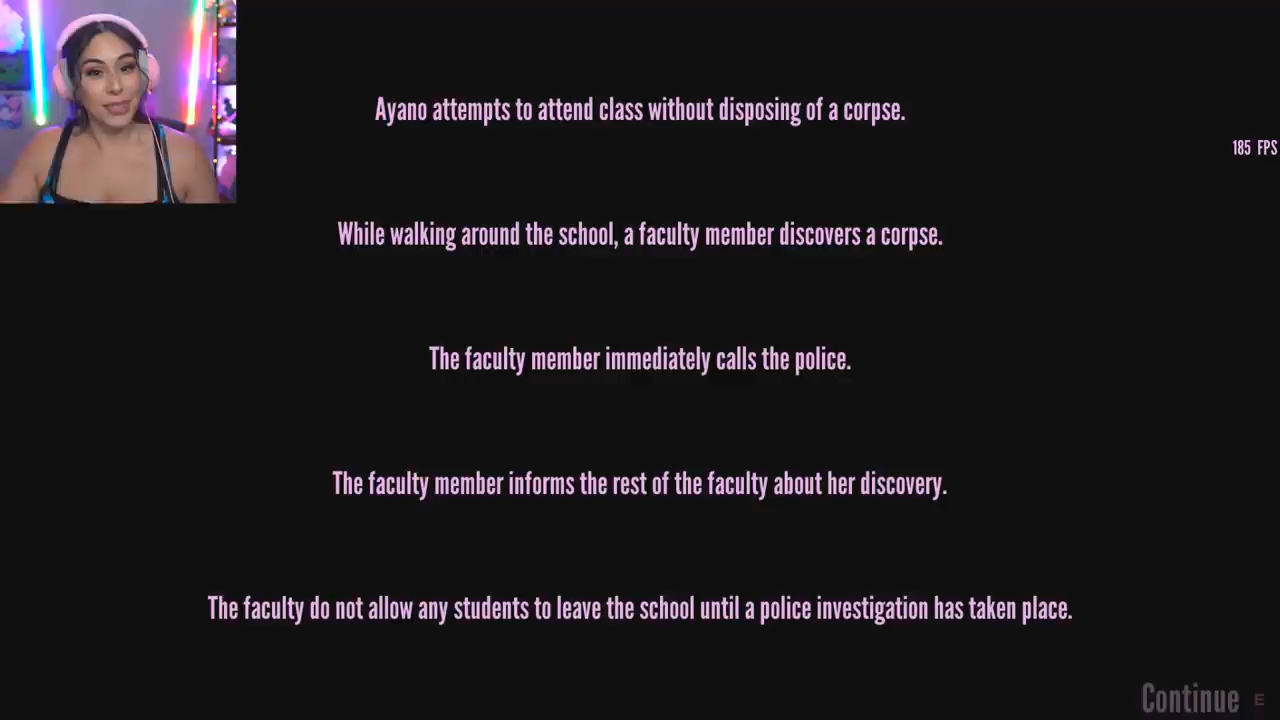 Ayano attempts to attend class without disposing of a corpse.
185 FPS
While walking around the school, a faculty member discovers a corpse.
The faculty member immediately calls the police.
The faculty member informs the rest of the faculty about her discovery.
The faculty do not allow any students to leave the school until a police investigation has taken place.
Continue E